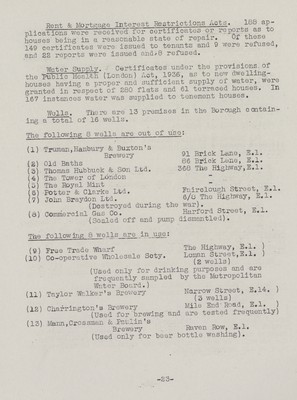 Rent & Mortgage Interest Restrictions Acts. 188 ap-
plications were received for certificates or reports as to
houses being in a reasonable state of repair. Of these
149 certificates were issued to tenants and 9 were refused,
and 22 reports were issued and 8 refused.
Water Supply. Certificates under the provisions of
the Public Health (London) Act, 1936, as to new dwelling-
houses having a proper and sufficient supply of water, were
granted in respect of 280 flats and 61 terraced houses. In
167 instances water was supplied to tenement houses.
Wells. There are 13 premises in the Borough contain-
ing a total of 16 wells.
The following 8 wells are out of use:
(1) Truman, Hanbury & Buxton's
Brewery 91 Brick Lane, E.1.
(2) Old Baths 86 Brick Lane, E.1.
(3) Thomas Hubbuck & Son Ltd. 368 The Highway, E.1.
(4) The Tower of London -
(5) The Royal Mint -
(6) Potter & Clarke Ltd. Fairclough Street, E.1.
(7) John Braydon Ltd. 8/0 The Highway, E.1.
(Destroyed during the war).
(8) Commercial Gas Co. Harford Street, E.1.
(Sealed off and pump dismantled).
The following 8 wells are in use:
(9) Free Trade Wharf The Highway, E.1. )
(10) Co-operative Wholesale Soty. Leman Street, E.1. )
(2 wells)
(Used only for drinking purposes and are
frequently sampled by the Metropolitan
Water Board.)
(11) Taylor Walker's Brewery Narrow Street, E.14. )
(3 wells)
(12) Charrington's Brewery Mile End Road, E.1. )
(Used for brewing and are tested frequently)
(13) Mann, Crossman & Paulin's
Brewery Raven Row, E.1.
(Used only for beer bottle washing).
-23-